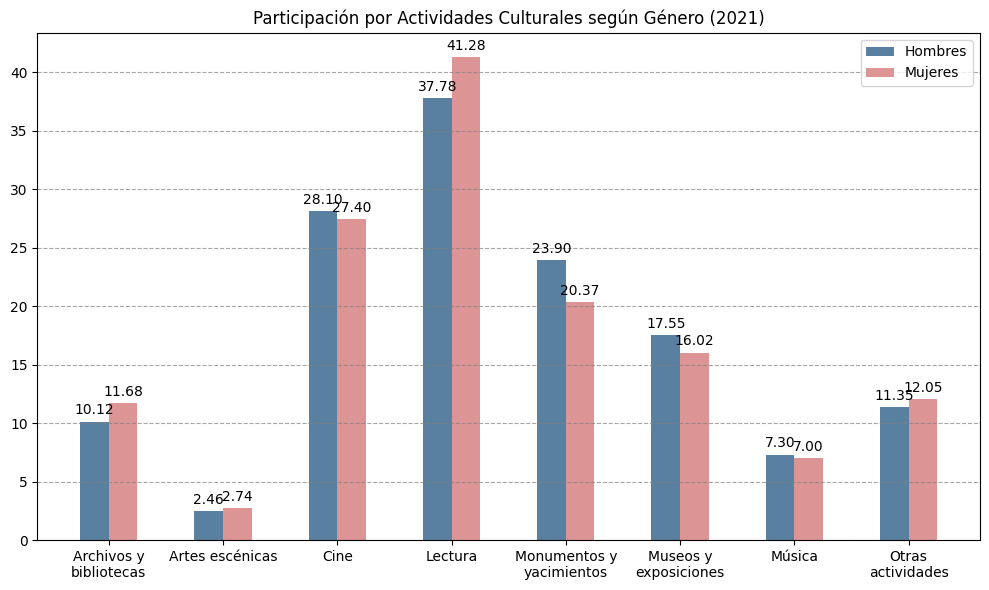 Participación por Actividades Culturales según Género (2021)
Hombres
Mujeres
40
35
30
25
20
15
10
5
0
10.12
11.68
2.46
2.74
28.10
27.40
37.78
41.28
23.90
20.37
17.55
16.02
7.30
7.00
11.35
12.05
Archivos y
bibliotecas
Artes escénicas
Cine
Lectura
Monumentos y
yacimientos
Museos y
exposiciones
Música
Otras
actividades